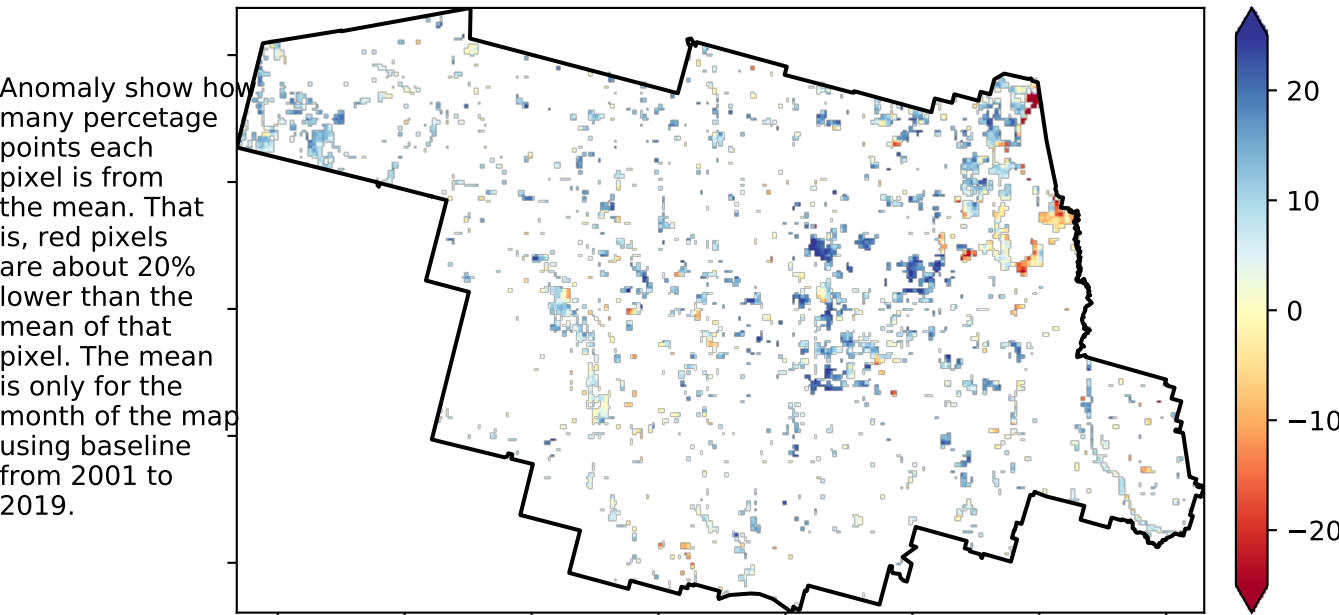 Anomaly show how
many percetage
points each
pixel is from
the mean. That
is, red pixels
are about 20%
lower than the
mean of that
pixel. The mean
is only for the
month of the map
using baseline
from 2001 to
2019.
20
10
0
−10
−20